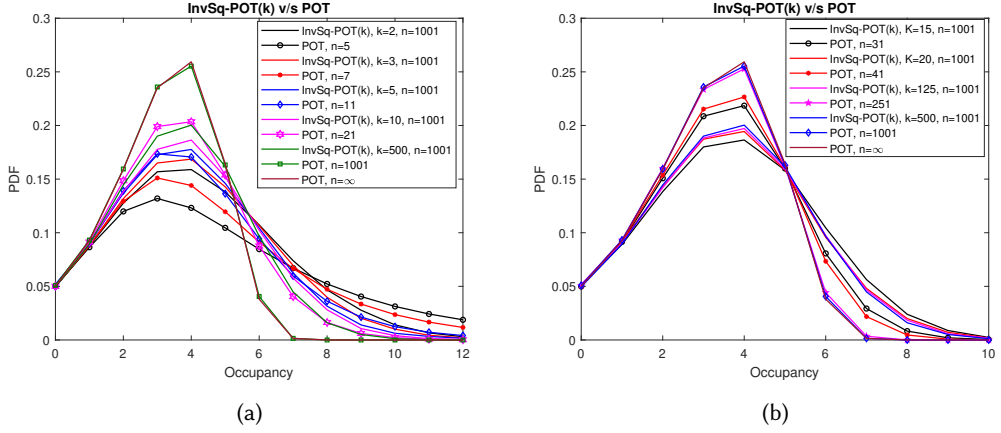 InvSq-POT(k) v/s POT
0.3
0.25
0.2
0.15
0.1
0.05
0
PDF
0 2 4 6 8 10 12
Occupancy
InvSq-POT(k), k=2, n=1001
POT, n=5
InvSq-POT(k), k=3, n=1001
POT, n=7
InvSq-POT(k), k=5, n=1001
POT, n=11
InvSq-POT(k), k=10, n=1001
POT, n=21
InvSq-POT(k), k=500, n=1001
POT, n=1001
POT, n=∞
(a)
InvSq-POT(k) v/s POT
0.3
0.25
0.2
0.15
0.1
0.05
0
PDF
0 2 4 6 8 10
Occupancy
InvSq-POT(k), K=15, n=1001
POT, n=31
InvSq-POT(k), K=20, n=1001
POT, n=41
InvSq-POT(k), k=125, n=1001
POT, n=251
InvSq-POT(k), k=500, n=1001
POT, n=1001
POT, n=∞
(b)